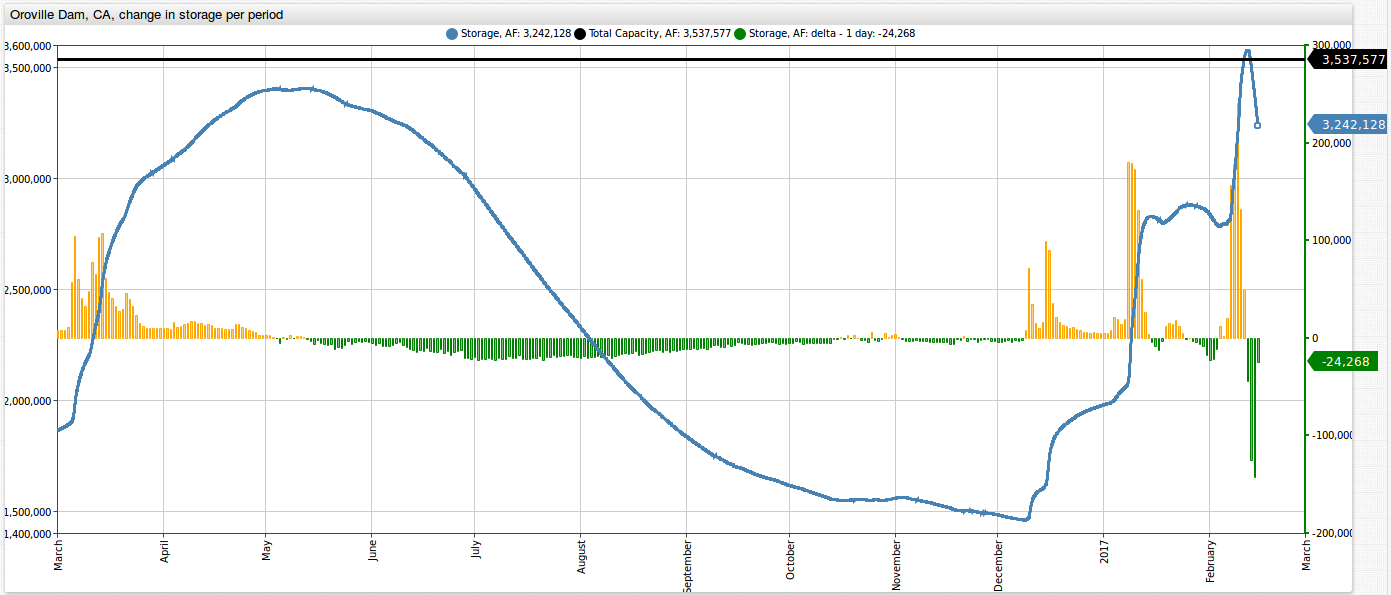 Oroville Dam, CA, change in storage per period
Storage, AF: 3,242,128 Total Capacity, AF: 3,537,577 Storage, AF: delta - 1 day: -24,268
3,600,000
3,500,000
3,000,000
2,500,000
2,000,000
1,500,000
1,400,000
300,000
3,537,577
3,242,128
200,000
100,000
0
-24,268
-100,000
-200,000
March
April
May
June
July
August
September
October
November
December
2017
February
March